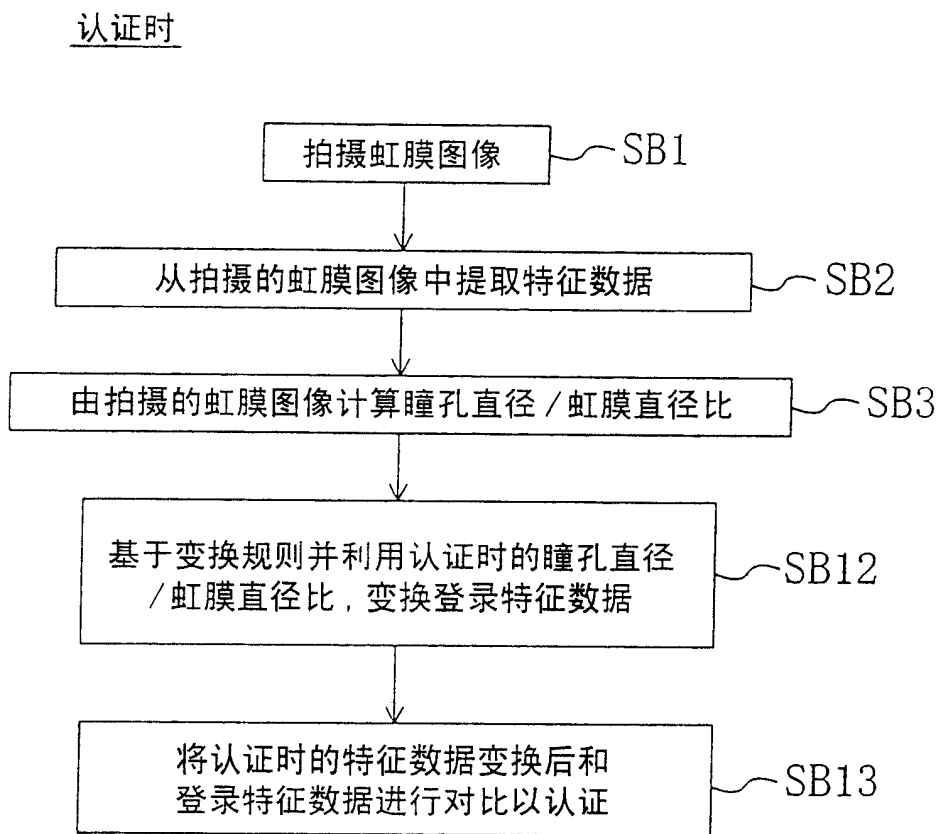 认证时
拍摄虹膜图像
SB1
从拍摄的虹膜图像中提取特征数据
SB2
由拍摄的虹膜图像计算瞳孔直径/虹膜直径比
SB3
基于变换规则并利用认证时的瞳孔直径
/虹膜直径比,变换登录特征数据
SB12
将认证时的特征数据变换后和
登录特征数据进行对比以认证
SB13